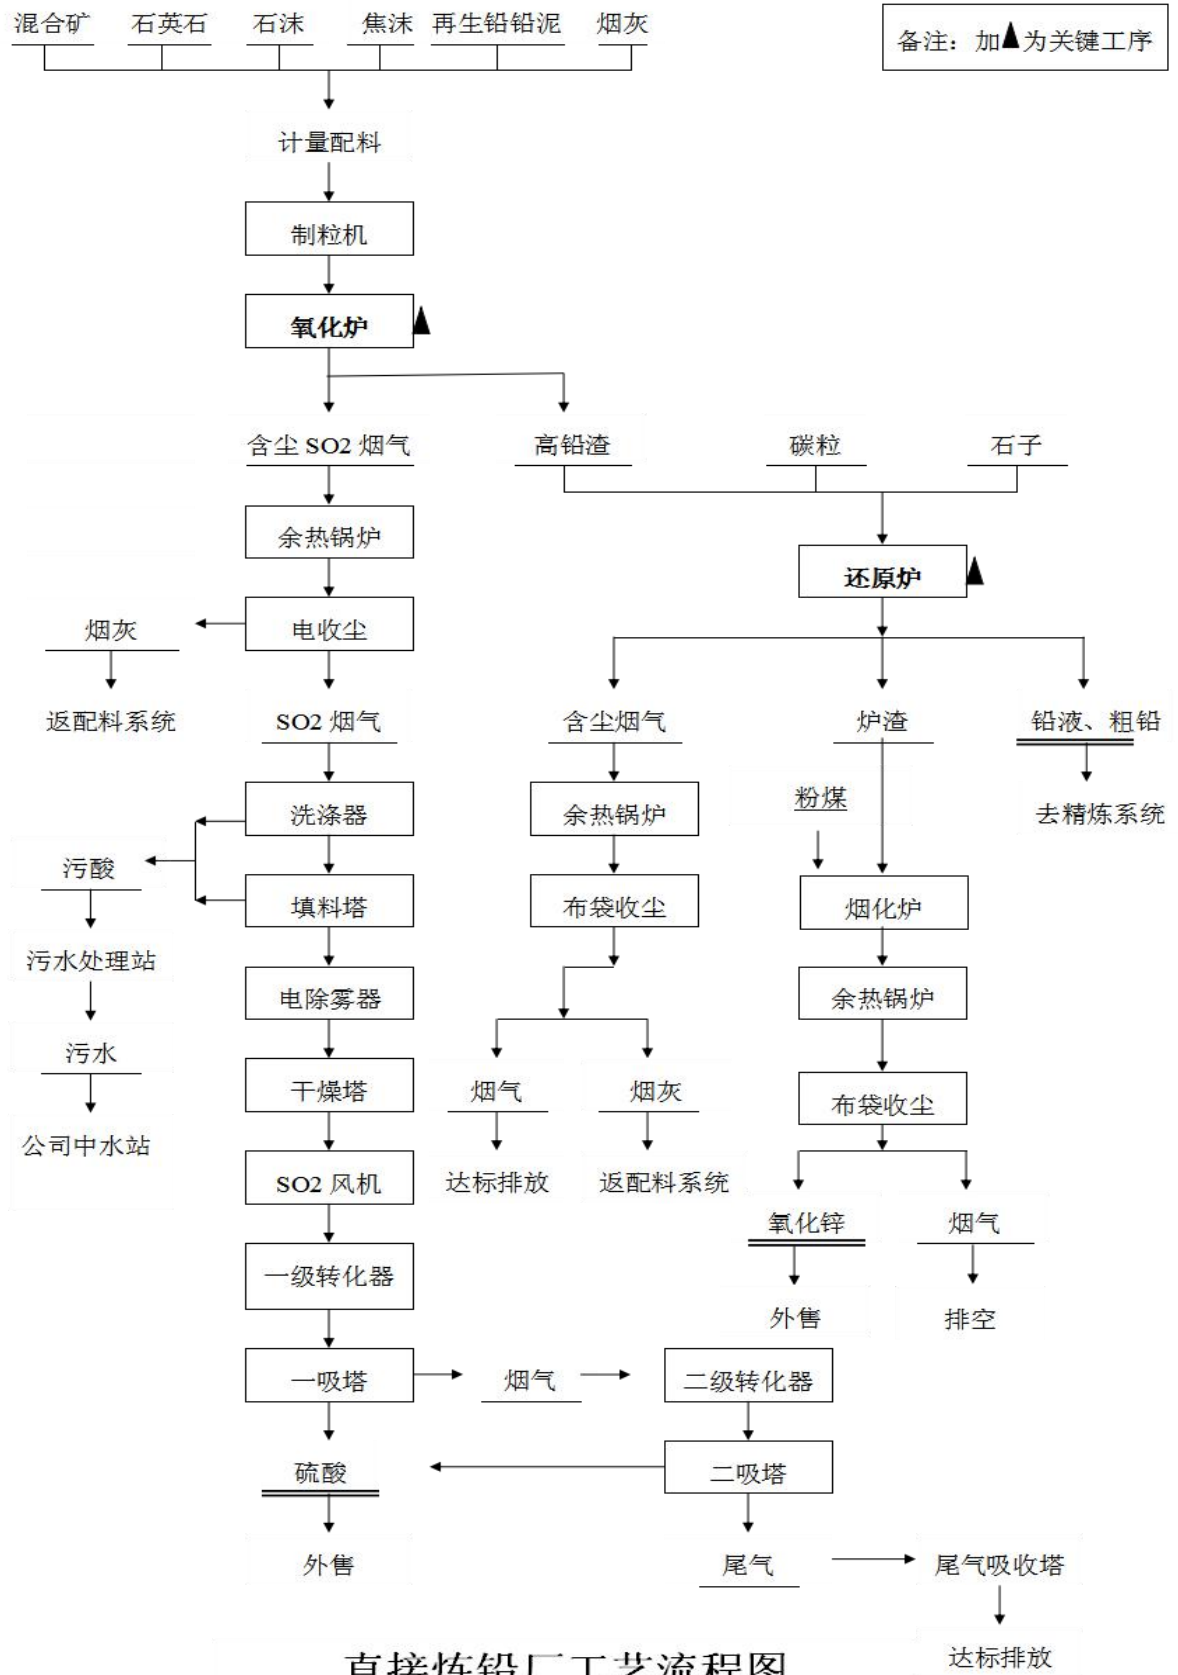 混合矿 石英石 石沫 焦沫 再生铅铅泥 烟灰
备注：加▲为关键工序
计量配料
制粒机
氧化炉▲
含尘SO2烟气 高铅渣 碳粒 石子
余热锅炉
还原炉▲
烟灰 电收尘
返配料系统 SO2烟气 含尘烟气 炉渣 铅液、粗铅
洗涤器 余热锅炉 粉煤 去精炼系统
污酸 填料塔 布袋收尘 烟化炉
污水处理站 电除雾器 余热锅炉
污水 干燥塔 烟气 烟灰 布袋收尘
公司中水站 SO2风机 达标排放 返配料系统
氧化锌 烟气
一级转化器 外售 排空
一吸塔 烟气 二级转化器
硫酸 二吸塔
外售 尾气 尾气吸收塔
达标排放
直接炼铅厂工艺流程图